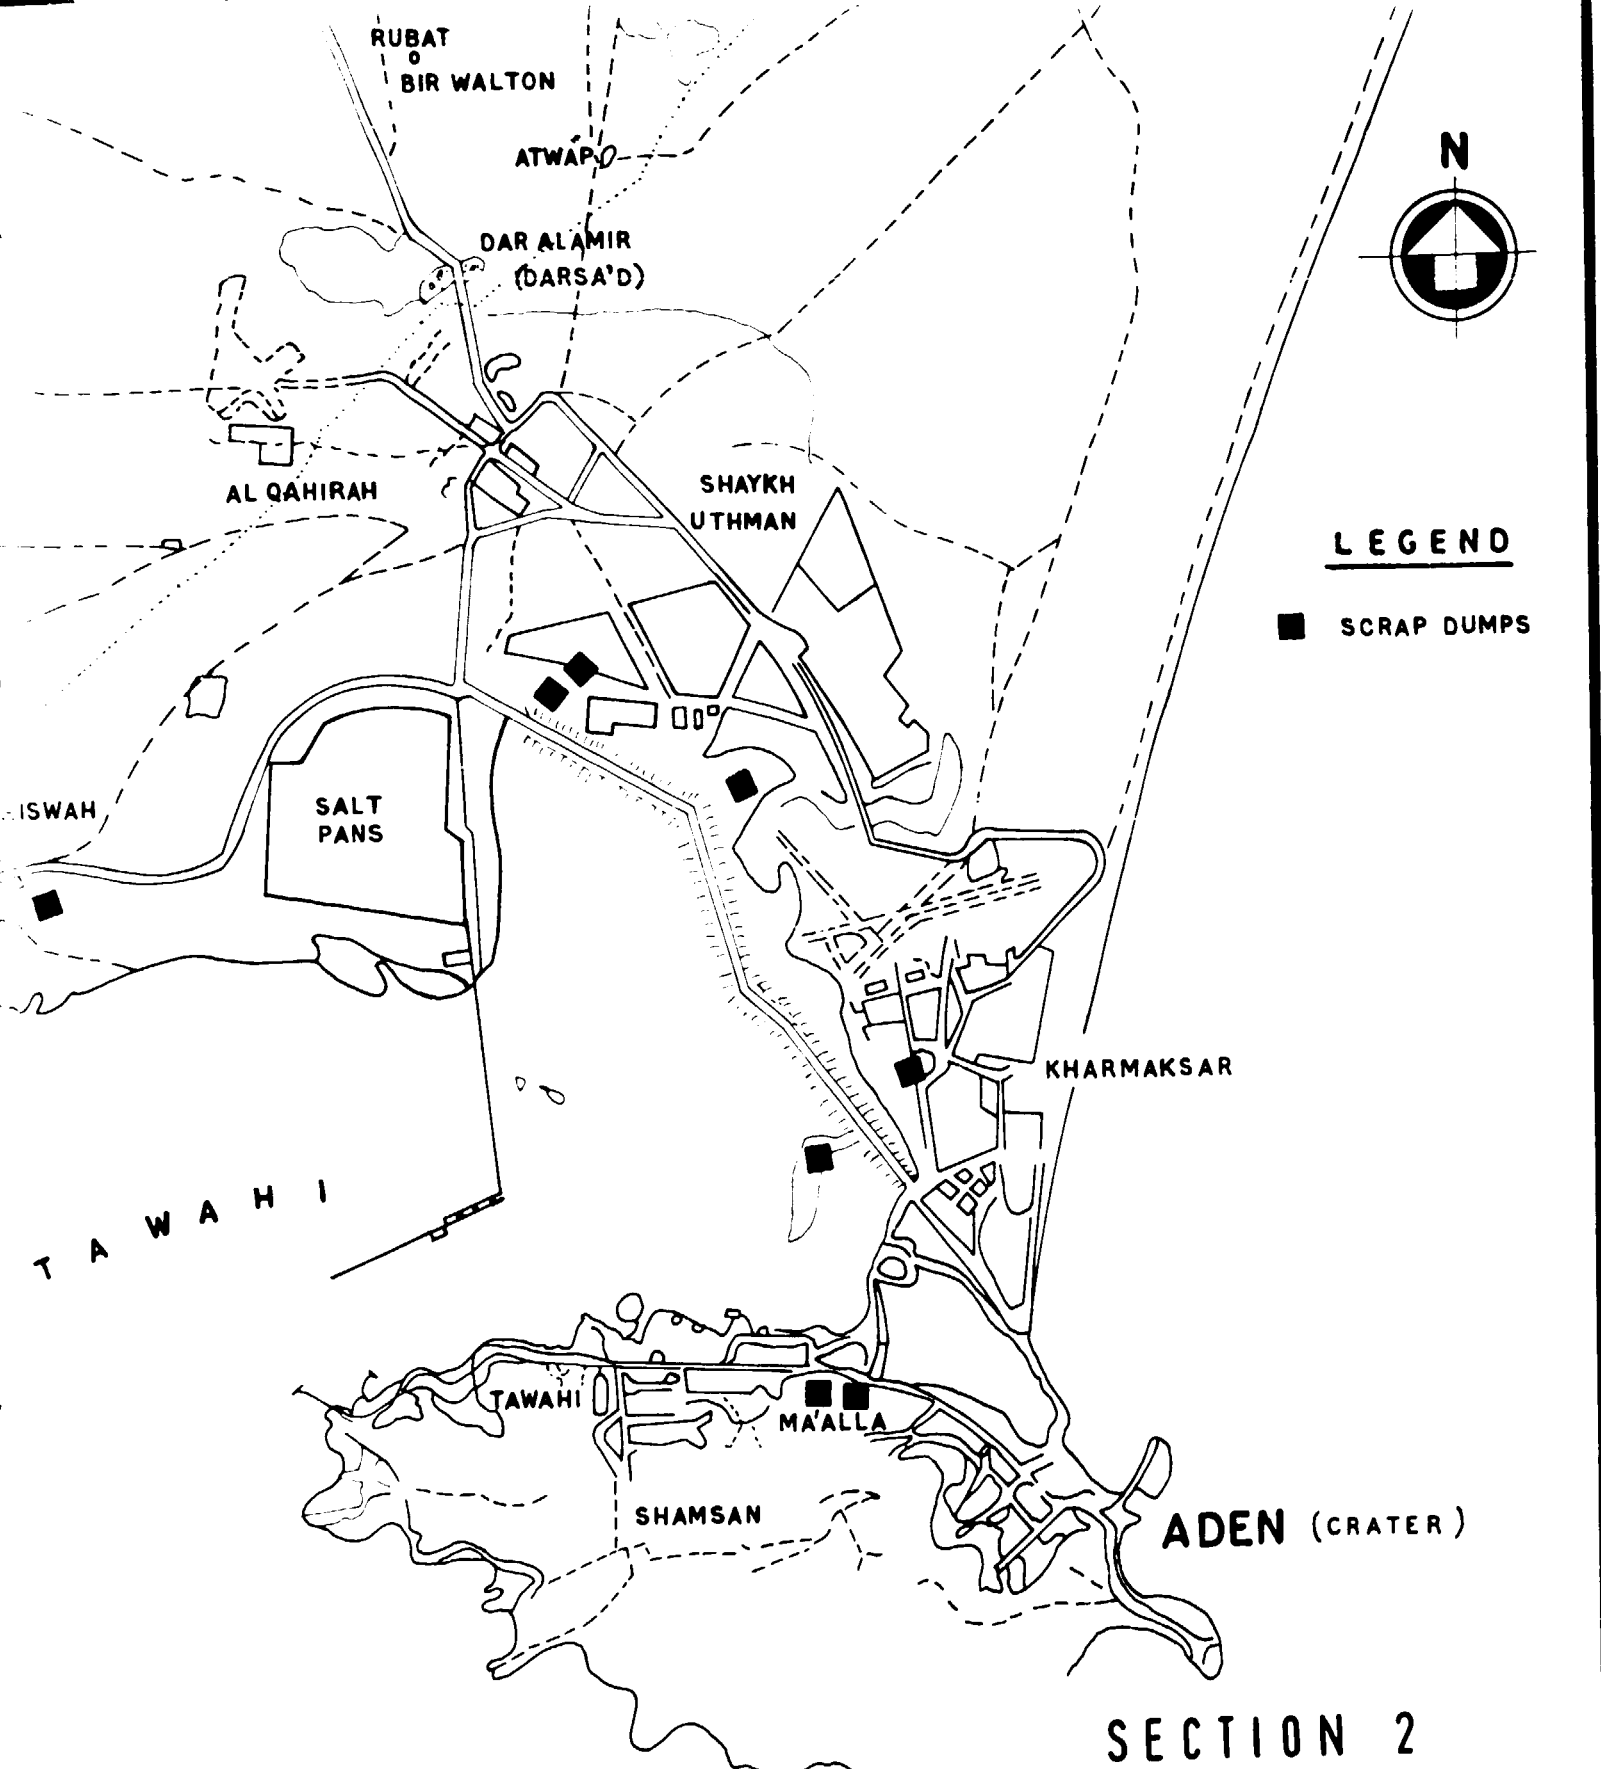 RUBAT
BIR WALTON
ATWAP
N
DAR ALAMIR
(DARSA'D)
AL QAHIRAH
SHAYKH
UTHMAN
LEGEND
SCRAP DUMPS
ISWAH
SALT
PANS
KHARMAKSAR
TAWAHI
TAWAHI
MA'ALLA
SHAMSAN
ADEN (CRATER)
SECTION 2